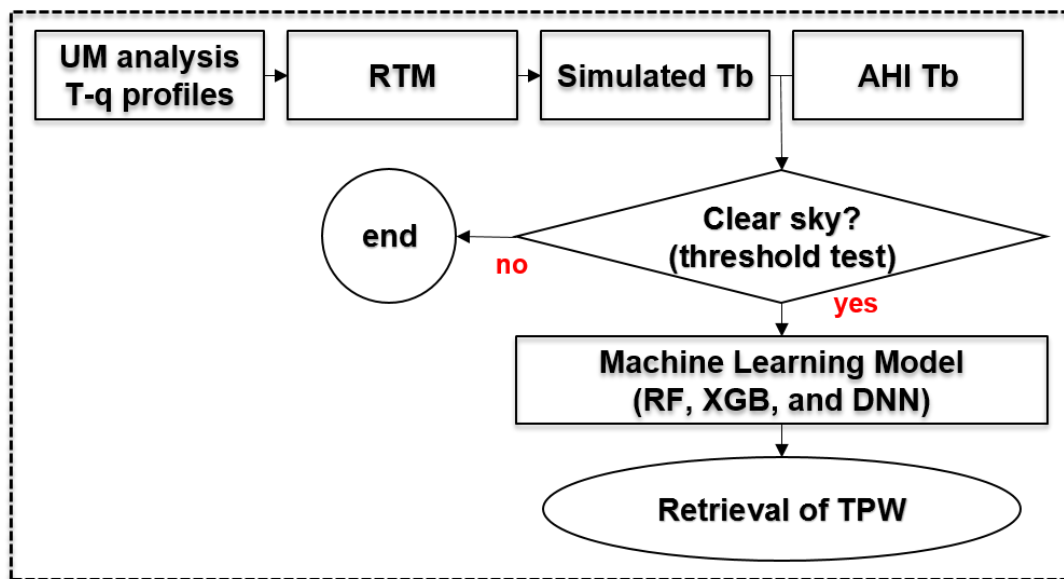 UM analysis
T-q profiles
RTM
Simulated Tb
AHI Tb
Clear sky?
(threshold test)
end
no
yes
Machine Learning Model
(RF, XGB, and DNN)
Retrieval of TPW